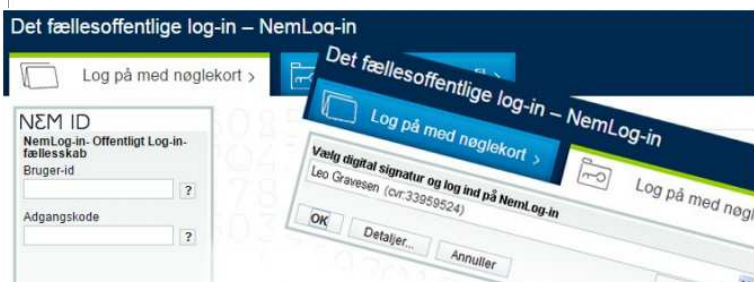 Det fællesoffentlige log-in – NemLog-in
Log på med nøglekort >
NEM ID
NemLog-in- Offentligt Log-in-
fællesskab
Bruger-id
?
Adgangskode
?
Det fællesoffentlige log-in – NemLog-in
Log på med nøglekort >
Log på med
Vælg digital signatur og log ind på NemLog-in
Leo Gravesen (cvr:33959524)
OK
Detaljer...
Annuller